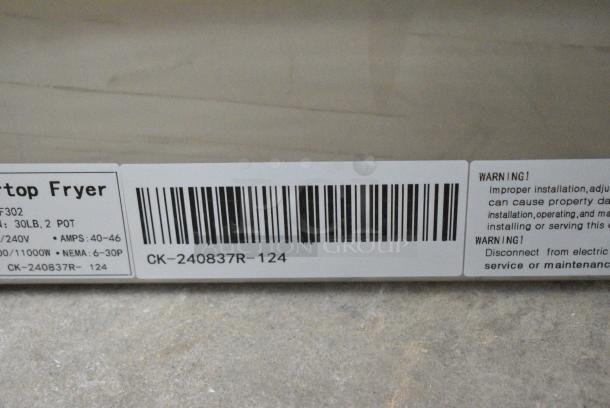 rtop Fryer
F302
N: 30LB, 2 POT
/240V • AMPS: 40-46
00/11000W • NEMA: 6-30P
CK-240837R- 124
CK-240837R-124
AUCTION GROUP
WARNING!
Improper installation, adju
can cause property da
installation, operating, and ma
installing or serving this
WARNING!
Disconnect from electric
service or maintenanc